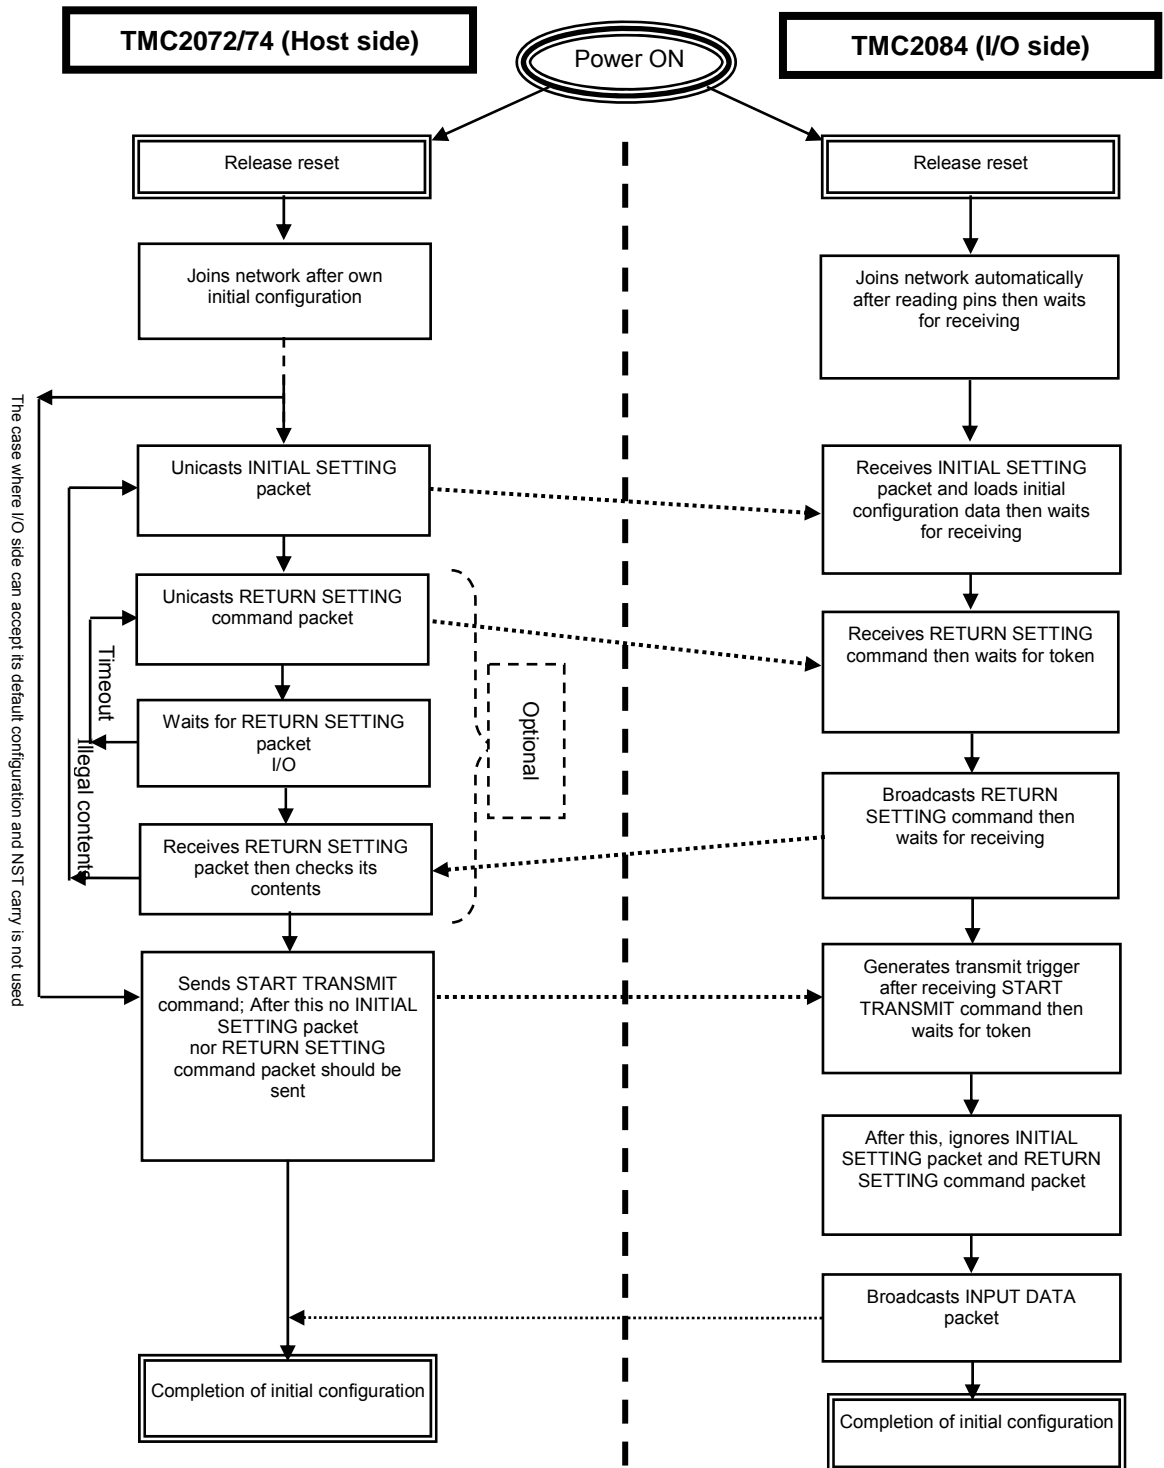 TMC2072/74 (Host side)
Power ON
TMC2084 (I/O side)
Release reset
Release reset
Joins network after own
initial configuration
Joins network automatically
after reading pins then waits
for receiving
The case where I/O side can accept its default configuration and NST carry is not used
Unicasts INITIAL SETTING
packet
Receives INITIAL SETTING
packet and loads initial
configuration data then waits
for receiving
Unicasts RETURN SETTING
command packet
Receives RETURN SETTING
command then waits for token
Timeout
Optional
Waits for RETURN SETTING
packet
I/O
Illegal contents
Broadcasts RETURN
SETTING command then
waits for receiving
Receives RETURN SETTING
packet then checks its
contents
Sends START TRANSMIT
command; After this no INITIAL
SETTING packet
nor RETURN SETTING
command packet should be
sent
Generates transmit trigger
after receiving START
TRANSMIT command then
waits for token
After this, ignores INITIAL
SETTING packet and RETURN
SETTING command packet
Broadcasts INPUT DATA
packet
Completion of initial configuration
Completion of initial configuration